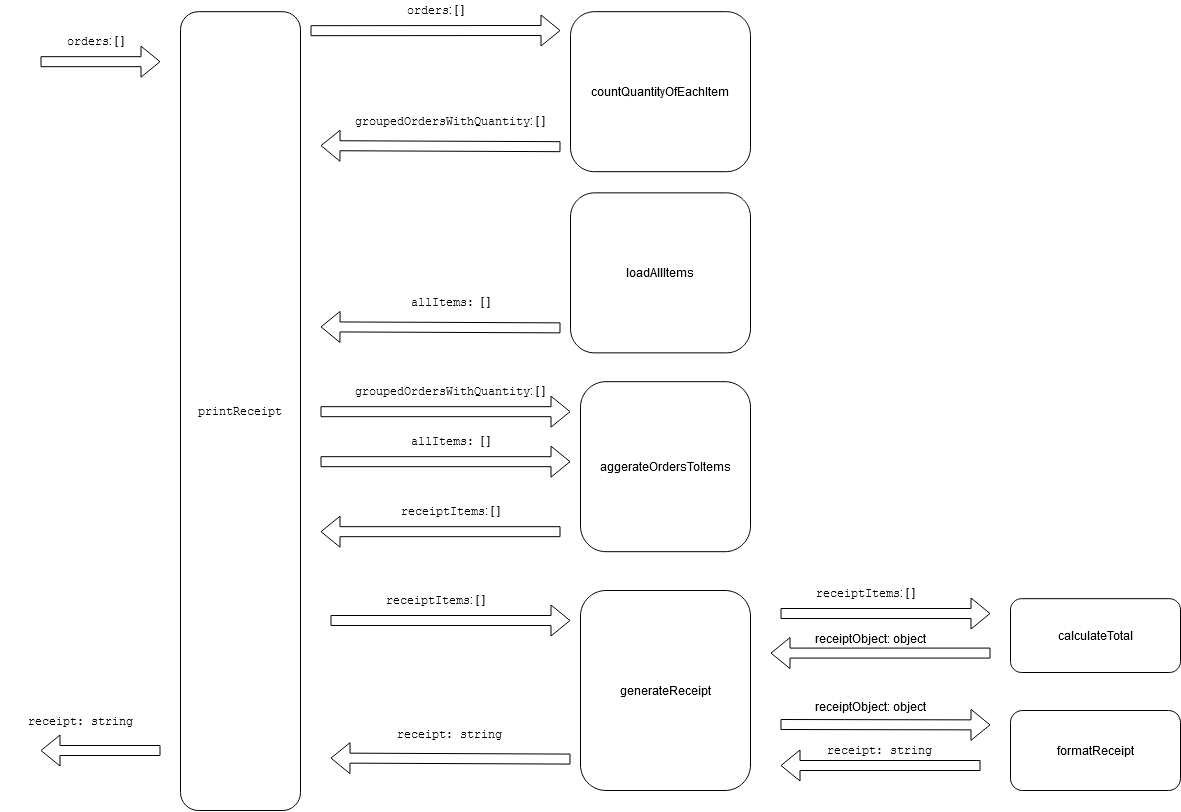 orders:[]
orders:[]
countQuantityOfEachItem
groupedOrdersWithQuantity:[]
loadAllItems
allItems: []
printReceipt
groupedOrdersWithQuantity:[]
allItems: []
aggerateOrdersToItems
receiptItems:[]
receiptItems:[]
generateReceipt
receiptItems:[]
receiptObject: object
calculateTotal
receiptObject: object
receipt: string
formatReceipt
receipt: string
receipt: string